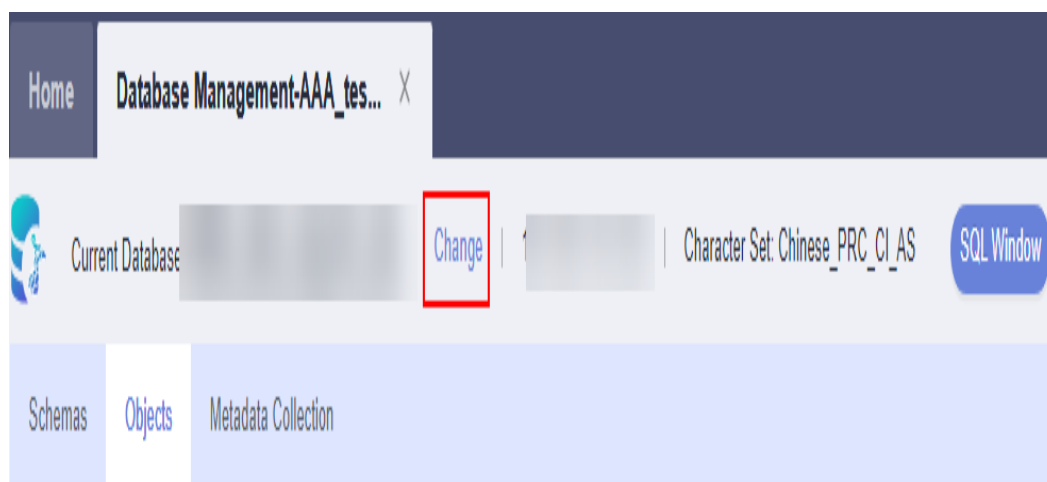 Home Database Management-AAA_tes... X
Current Database Change | | Character Set: Chinese_PRC_CI_AS SQL Window
Schemas Objects Metadata Collection